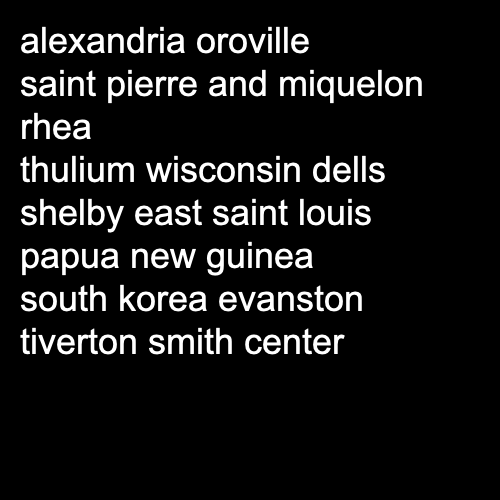 alexandria oroville
saint pierre and miquelon
rhea
thulium wisconsin dells
shelby east saint louis
papua new guinea
south korea evanston
tiverton smith center